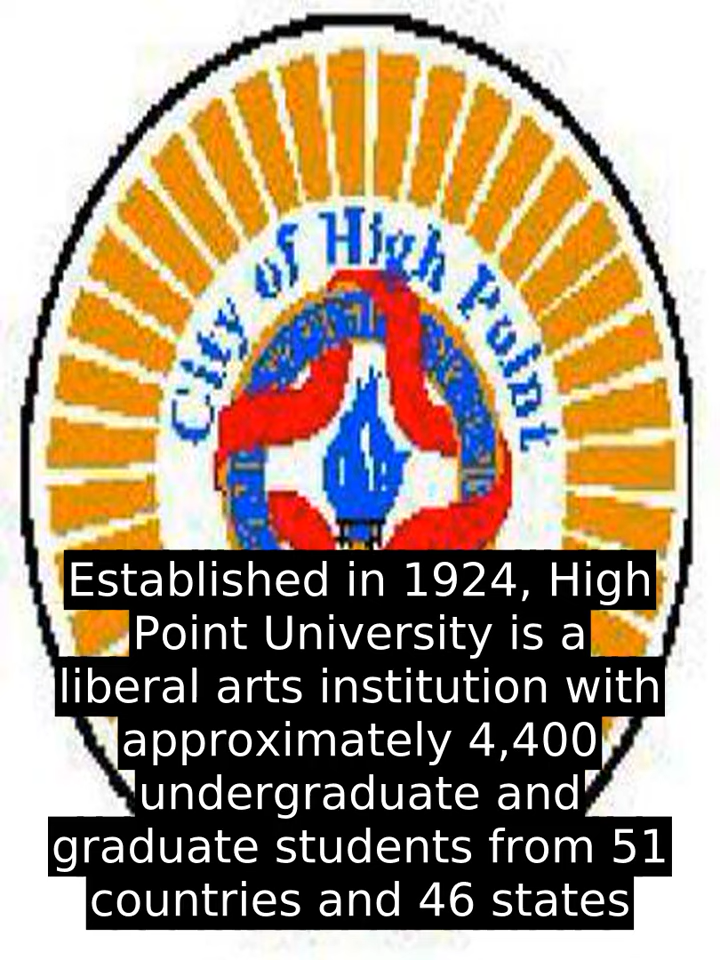 City of High Point
Established in 1924, High
Point University is a
liberal arts institution with
approximately 4,400
undergraduate and
graduate students from 51
countries and 46 states